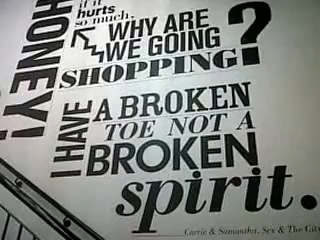 HONEY!
if it
hurts
so much.
WHY ARE
WE GOING
SHOPPING?
I HAVE
A BROKEN
TOE NOT A
BROKEN
spirit.
Carrie & Samantha, Sex & The City